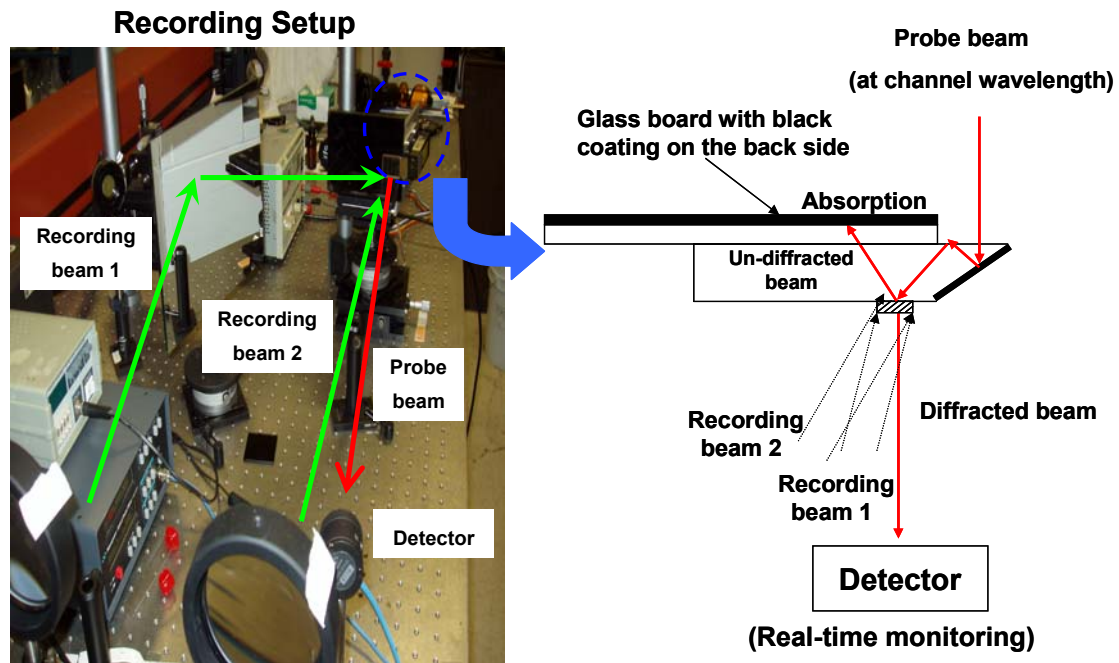 Recording Setup
Recording
beam 1
Recording
beam 2
Probe
beam
Detector
Probe beam
(at channel wavelength)
Glass board with black
coating on the back side
Absorption
Un-diffracted
beam
Recording
beam 2
Diffracted beam
Recording
beam 1
Detector
(Real-time monitoring)